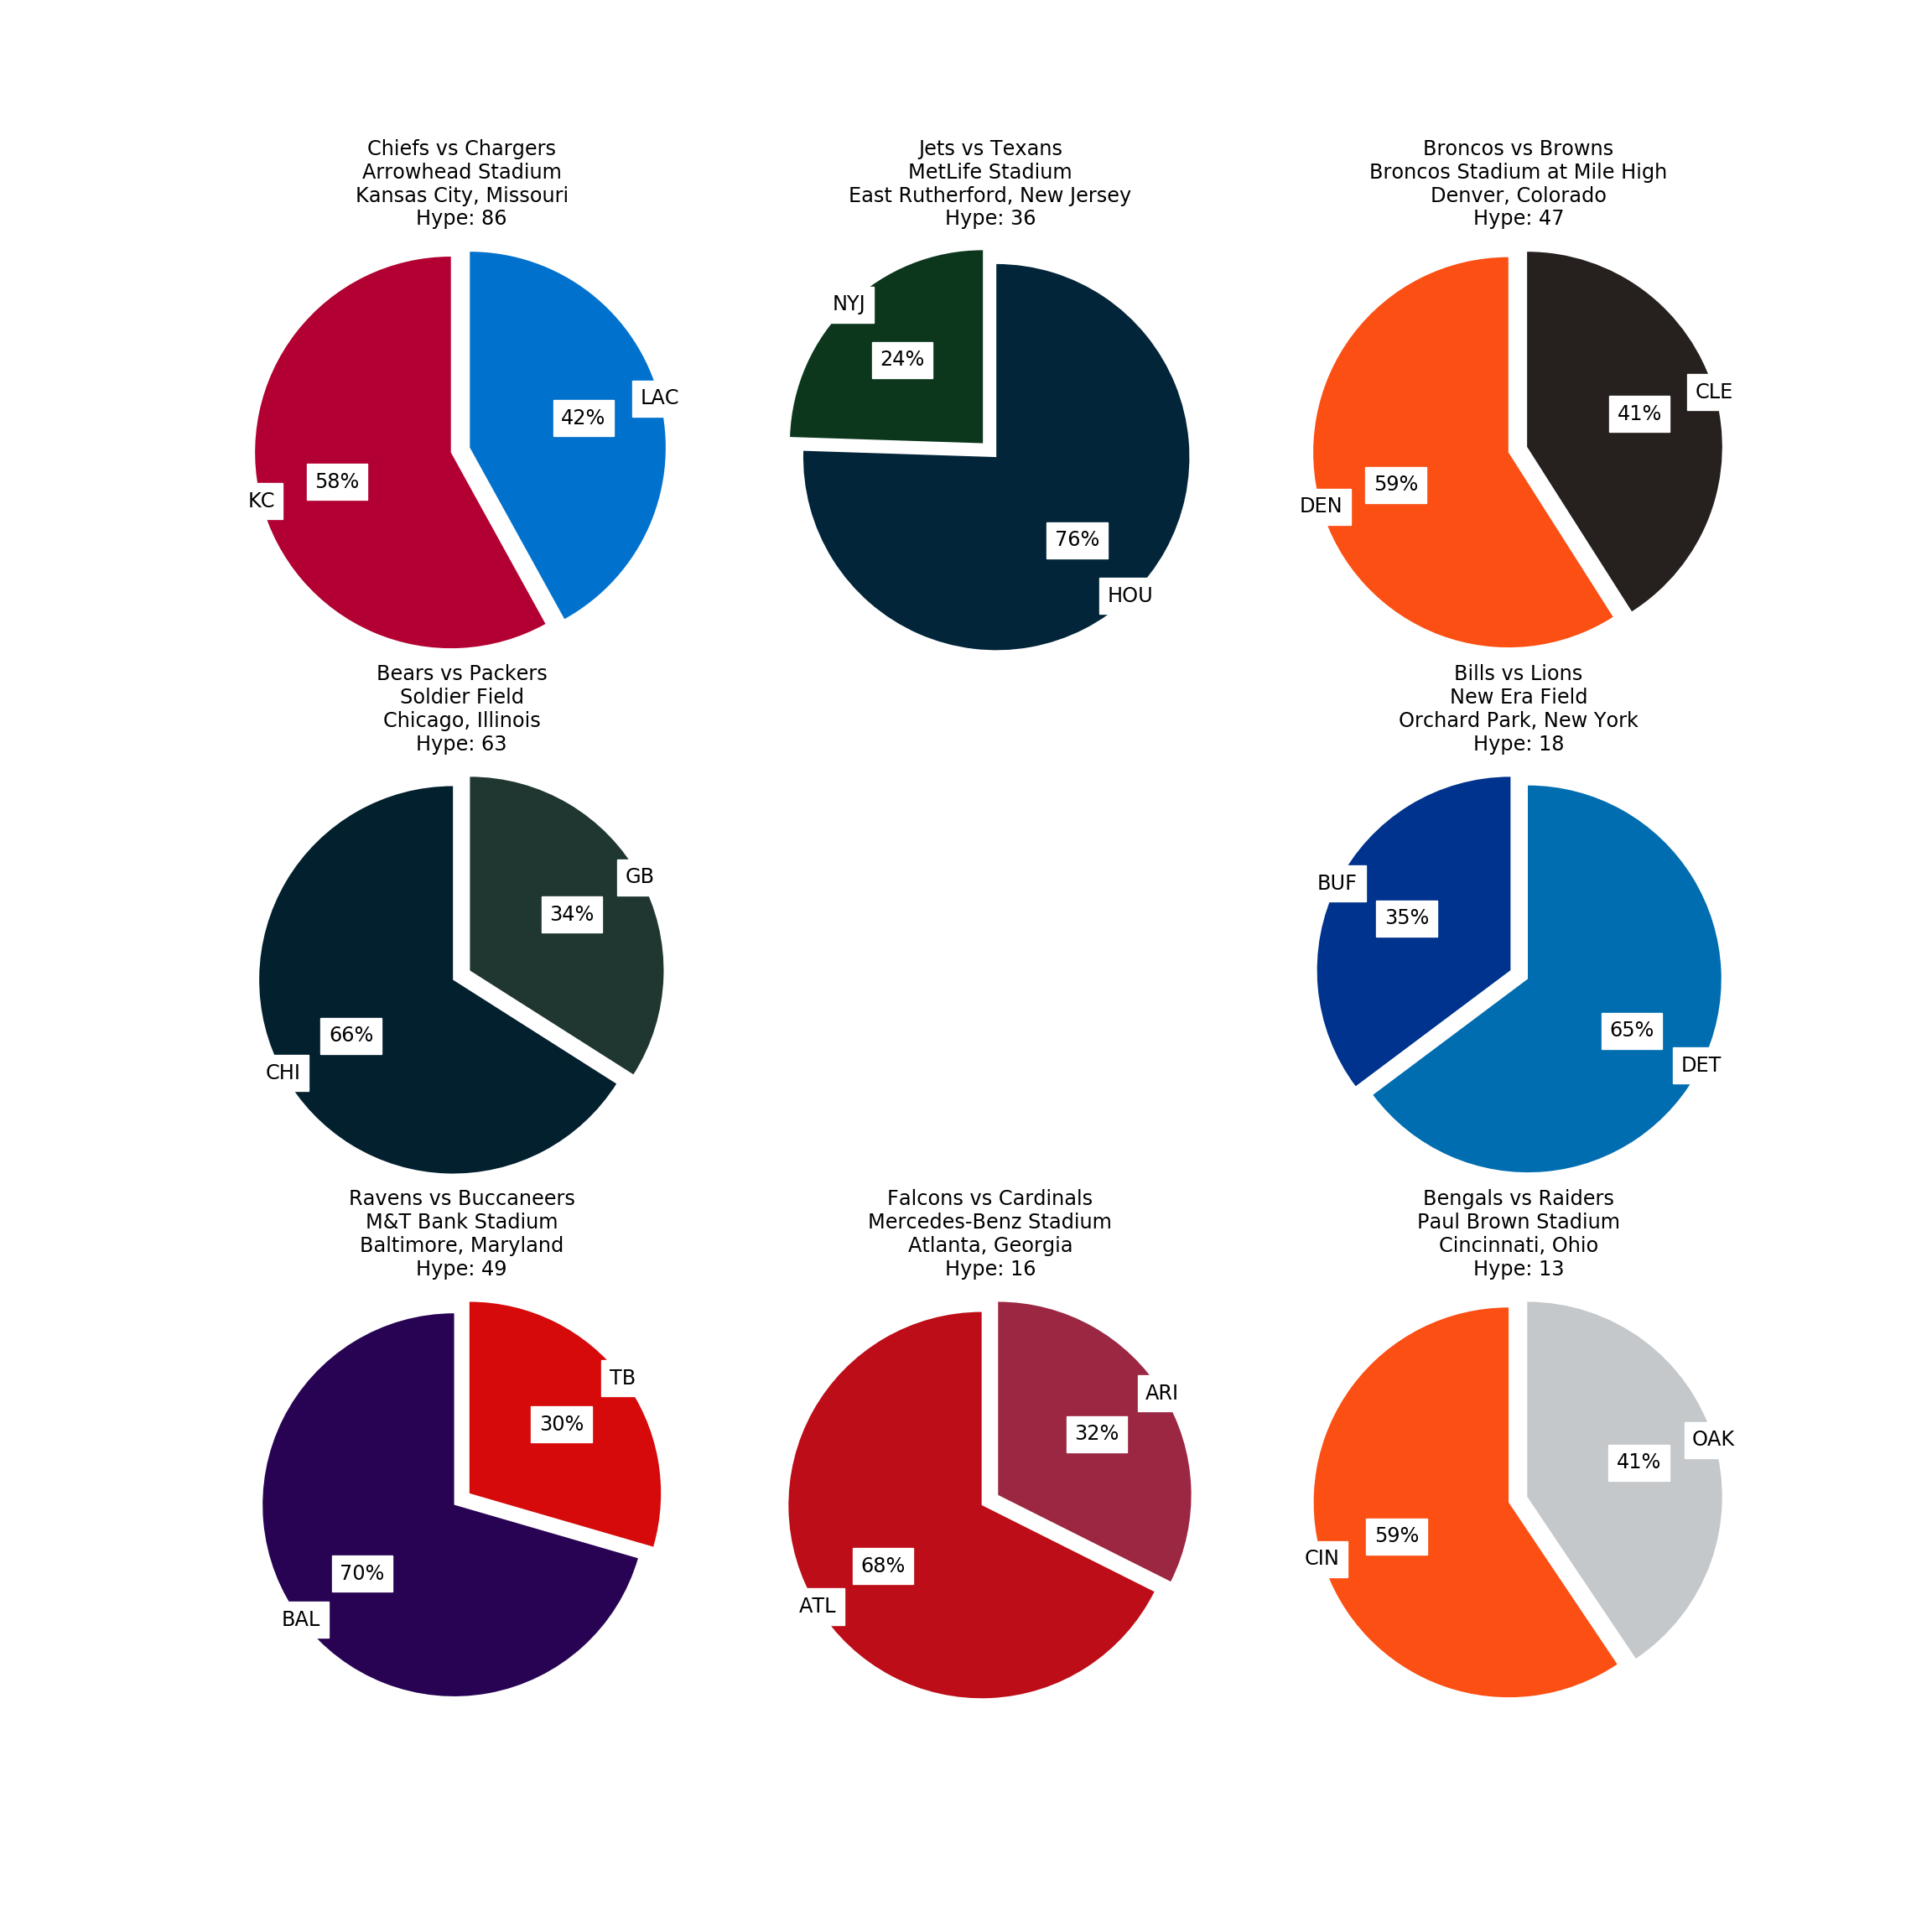 Chiefs vs Chargers
Arrowhead Stadium
Kansas City, Missouri
Hype: 86
LAC
42%
58%
KC
Jets vs Texans
MetLife Stadium
East Rutherford, New Jersey
Hype: 36
NYJ
24%
76%
HOU
Broncos vs Browns
Broncos Stadium at Mile High
Denver, Colorado
Hype: 47
CLE
41%
59%
DEN
Bears vs Packers
Soldier Field
Chicago, Illinois
Hype: 63
GB
34%
66%
CHI
Bills vs Lions
New Era Field
Orchard Park, New York
Hype: 18
BUF
35%
65%
DET
Ravens vs Buccaneers
M&T Bank Stadium
Baltimore, Maryland
Hype: 49
TB
30%
70%
BAL
Falcons vs Cardinals
Mercedes-Benz Stadium
Atlanta, Georgia
Hype: 16
ARI
32%
68%
ATL
Bengals vs Raiders
Paul Brown Stadium
Cincinnati, Ohio
Hype: 13
OAK
41%
59%
CIN